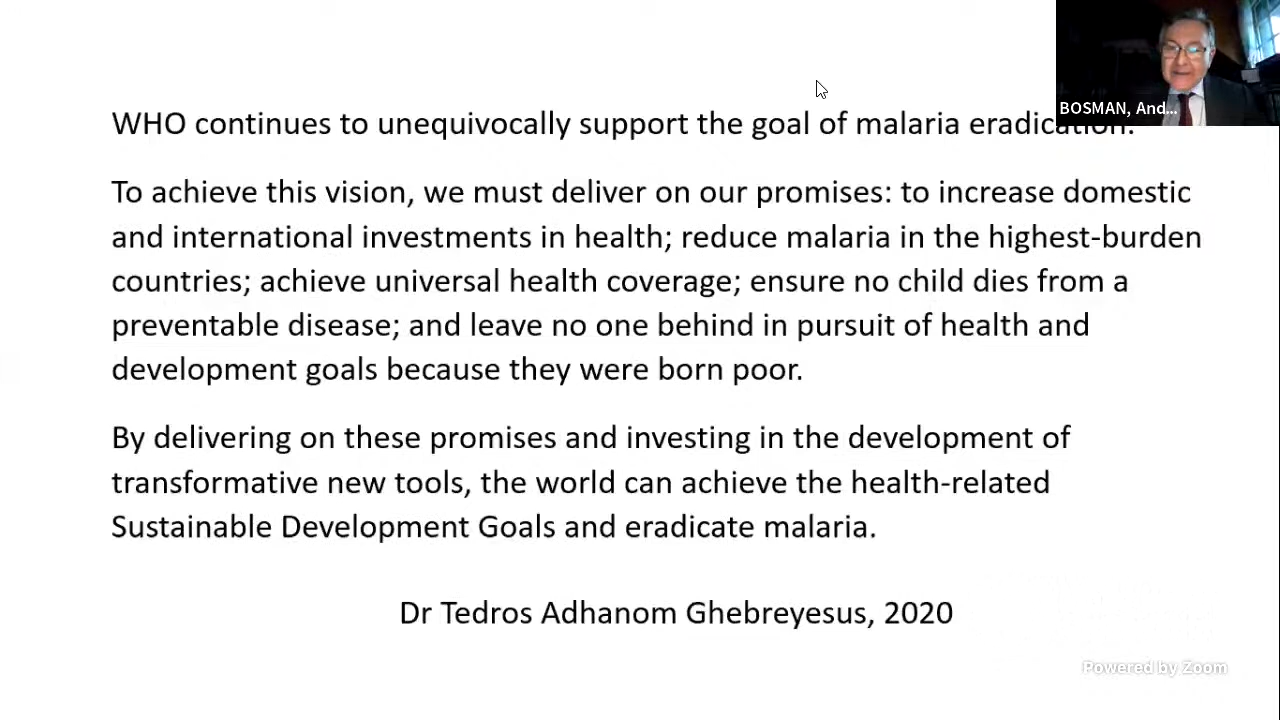 WHO continues to unequivocally support the goal of malaria eradication.
BOSMAN, And...
To achieve this vision, we must deliver on our promises: to increase domestic
and international investments in health; reduce malaria in the highest-burden
countries; achieve universal health coverage; ensure no child dies from a
preventable disease; and leave no one behind in pursuit of health and
development goals because they were born poor.
By delivering on these promises and investing in the development of
transformative new tools, the world can achieve the health-related
Sustainable Development Goals and eradicate malaria.
Dr Tedros Adhanom Ghebreyesus, 2020
Powered by Zoom